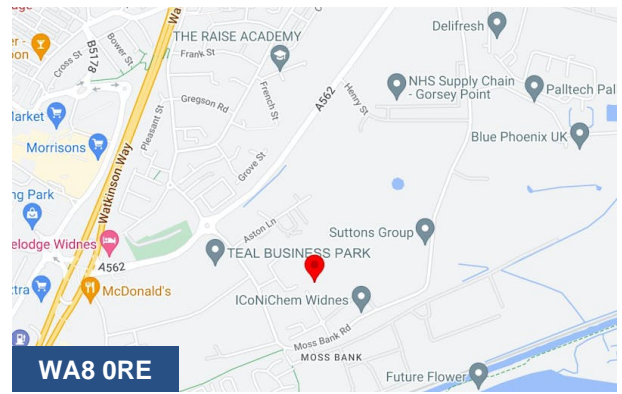 Delifresh
THE RAISE ACADEMY
Frank St
B5178
Bower St
Cross St
NHS Supply Chain
- Gorsey Point
Palltech Pal
A562
Henry St
French St
Gregson Rd
Market
Pleasant St
Blue Phoenix UK
Morrisons
Watkinson Way
Grove St
ng Park
Aston Ln
Suttons Group
elodge Widnes
TEAL BUSINESS PARK
A562
xtra
McDonald's
ICoNiChem Widnes
Moss Bank Rd
MOSS BANK
WA8 0RE
Future Flower